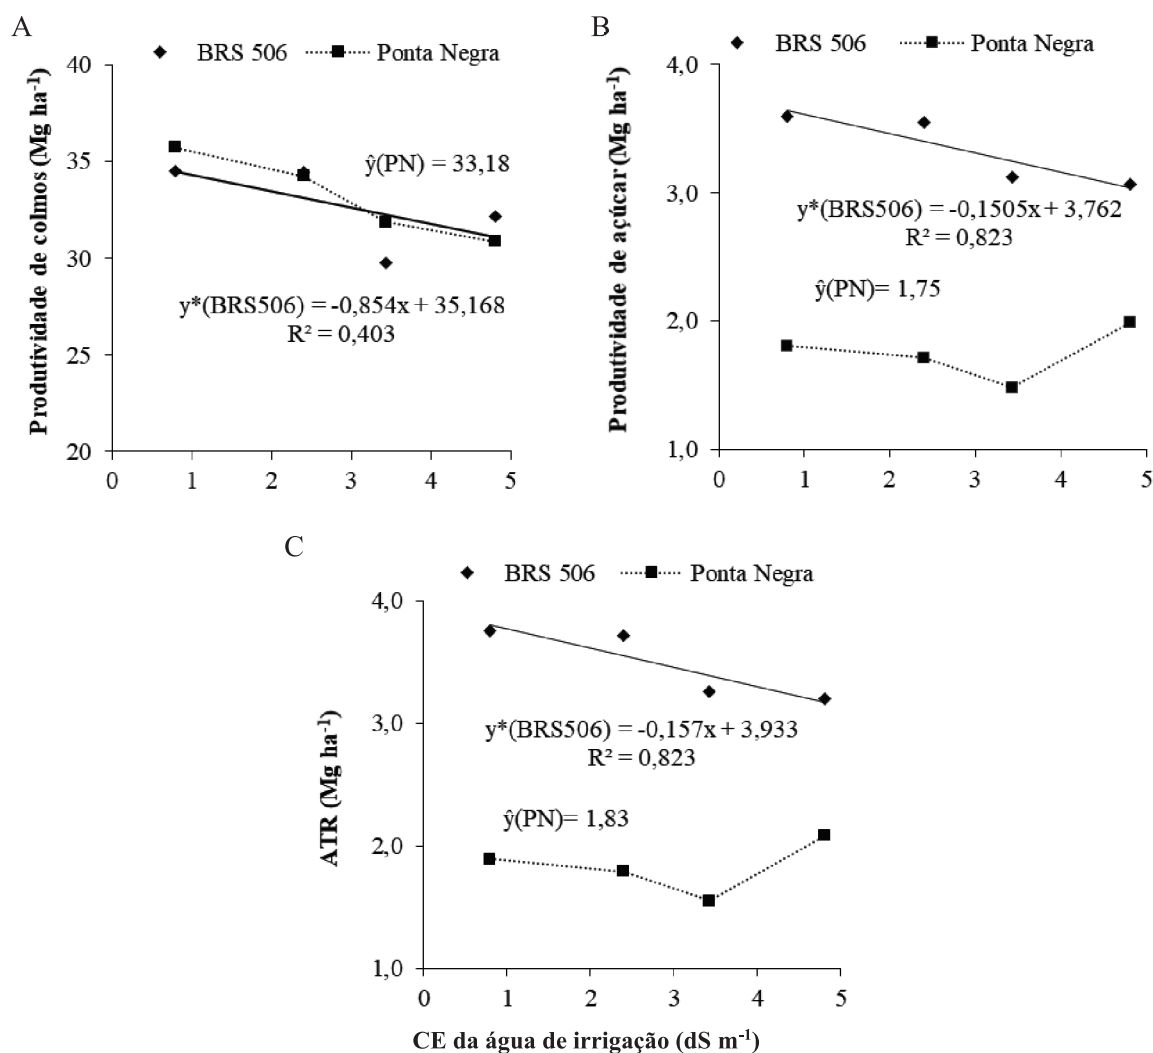 A
BRS 506
Ponta Negra
Produtividade de colmos (Mg ha⁻¹)
40
35
30
25
20
ŷ(PN) = 33,18
y*(BRS506) = -0,854x + 35,168
R² = 0,403
0 1 2 3 4 5
B
BRS 506
Ponta Negra
Produtividade de açúcar (Mg ha⁻¹)
4,0
3,0
2,0
1,0
y*(BRS506) = -0,1505x + 3,762
R² = 0,823
ŷ(PN)= 1,75
0 1 2 3 4 5
C
BRS 506
Ponta Negra
ATR (Mg ha⁻¹)
4,0
3,0
2,0
1,0
y*(BRS506) = -0,157x + 3,933
R² = 0,823
ŷ(PN)= 1,83
0 1 2 3 4 5
CE da água de irrigação (dS m⁻¹)